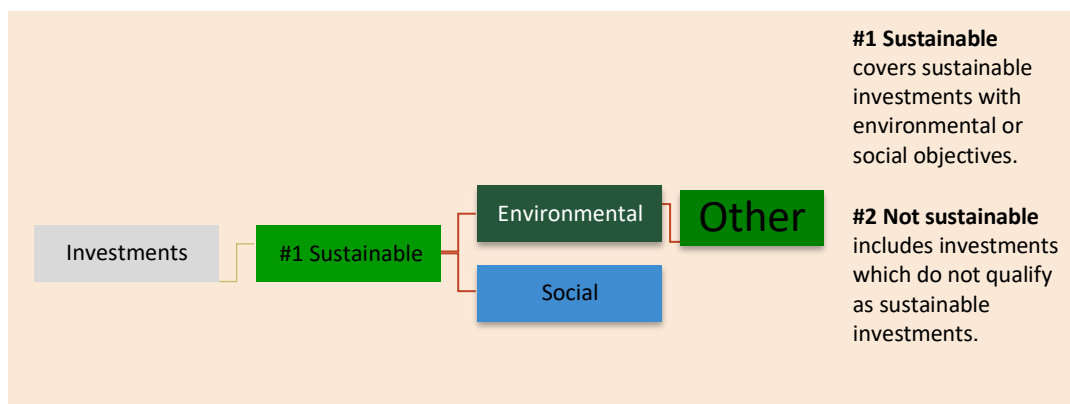 Investments
#1 Sustainable
Environmental
Other
Social
#1 Sustainable
covers sustainable
investments with
environmental or
social objectives.
#2 Not sustainable
includes investments
which do not qualify
as sustainable
investments.